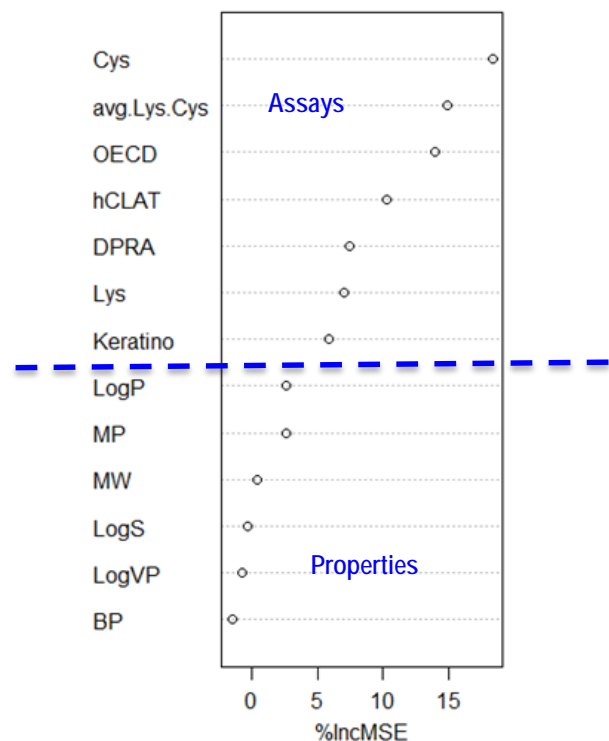 Cys
avg.Lys.Cys
Assays
OECD
hCLAT
DPRA
Lys
Keratino
LogP
MP
MW
LogS
LogVP
Properties
BP
0 5 10 15
%IncMSE